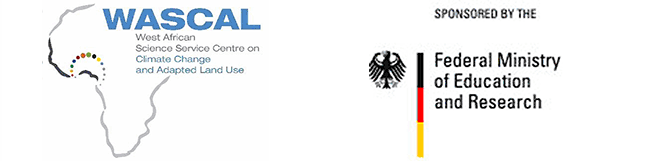 WASCAL
West African
Science Service Centre on
Climate Change
and Adapted Land Use
SPONSORED BY THE
Federal Ministry
of Education
and Research